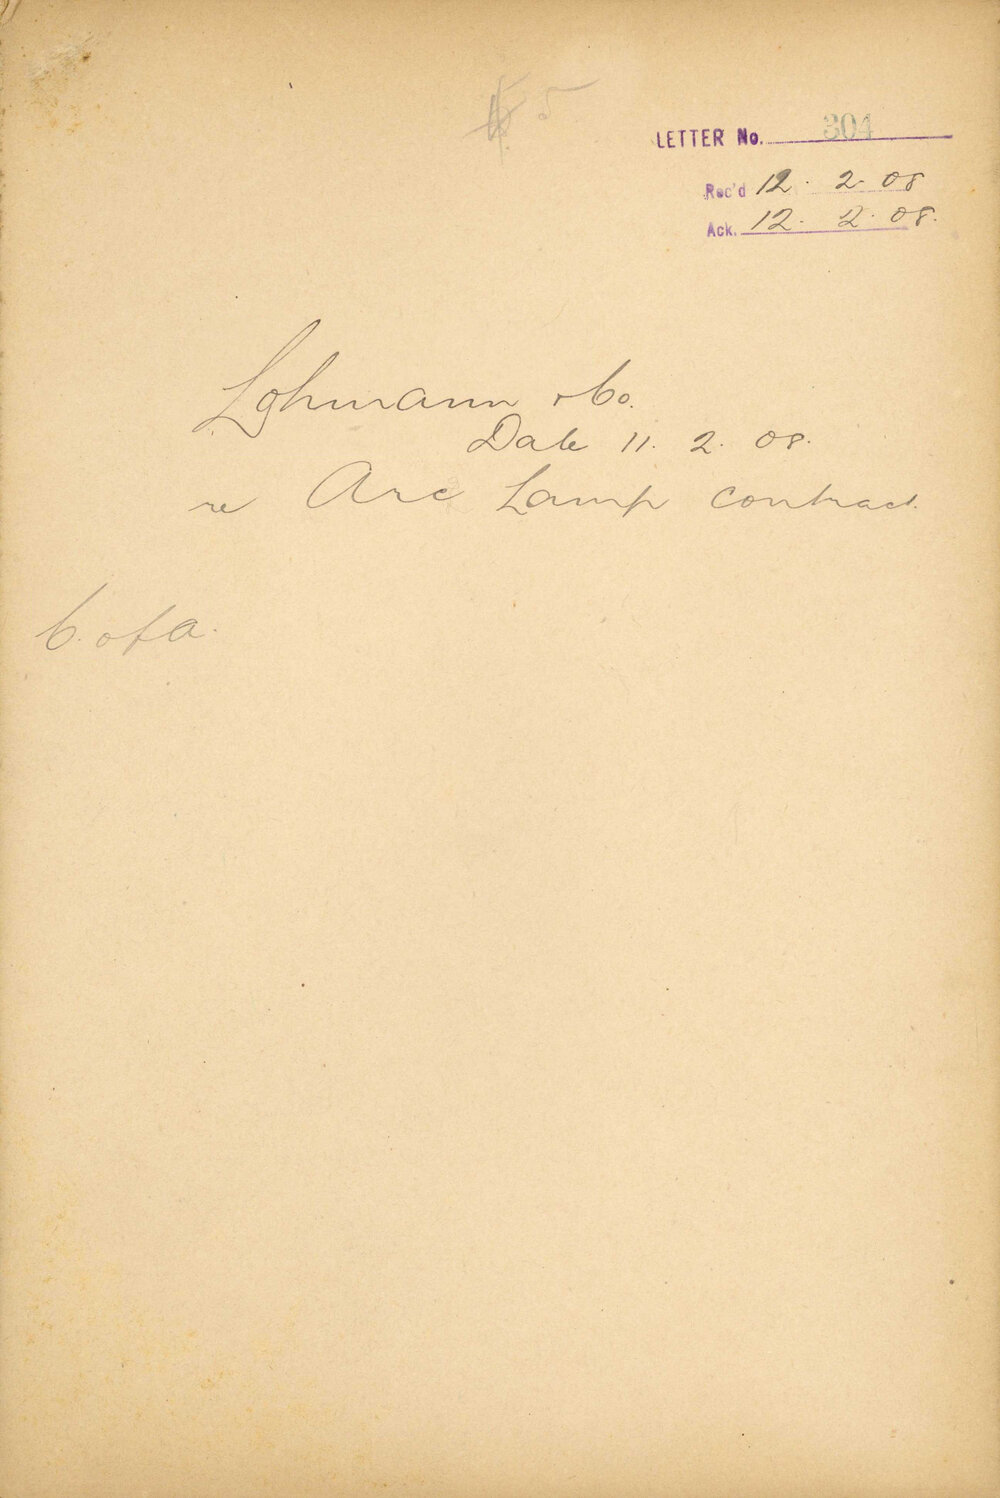 5
LETTER No. 304
Rec'd 12. 2. 08
Ack. 12. 2. 08.
Lohmann & Co.
Date 11. 2. 08.
re Arc Lamp contract.
C. of A.